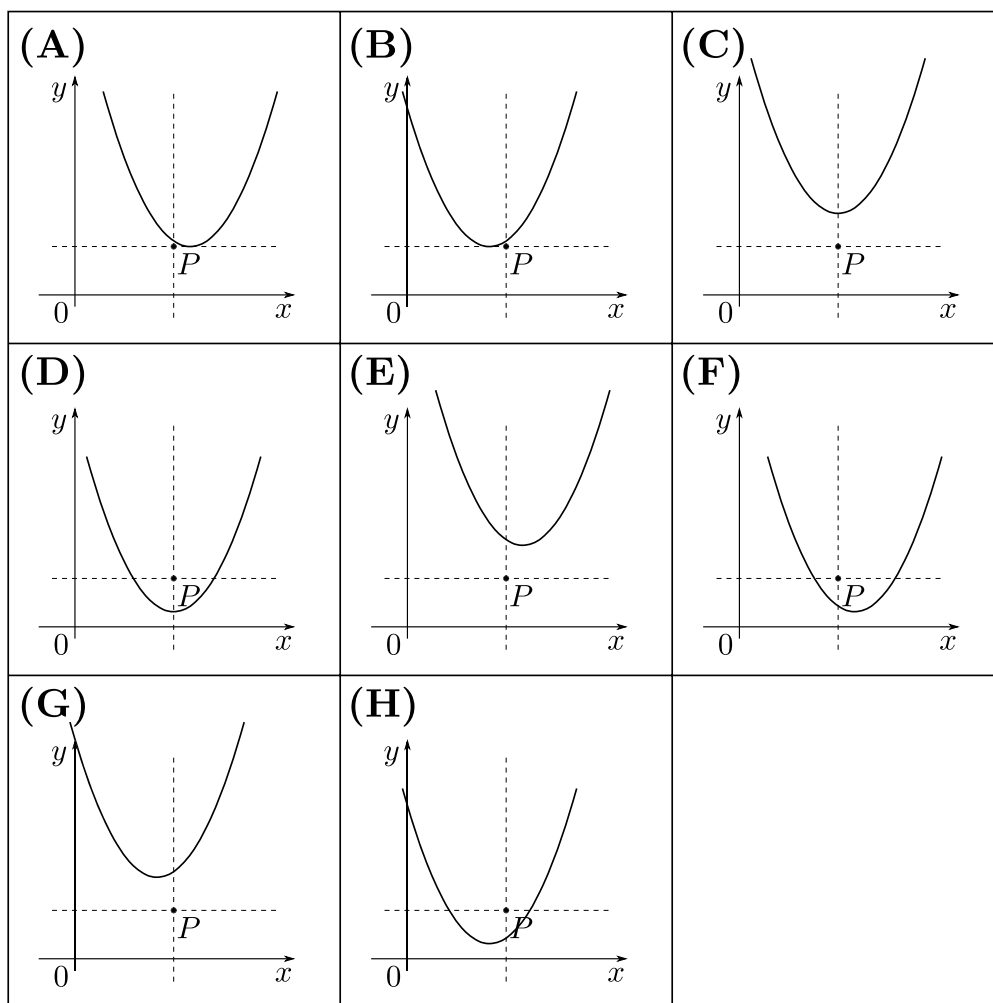 (A) (B) (C)
y y y
P P P
0 x 0 x 0 x
(D) (E) (F)
y y y
P P P
0 x 0 x 0 x
(G) (H)
y y
P P
0 x 0 x